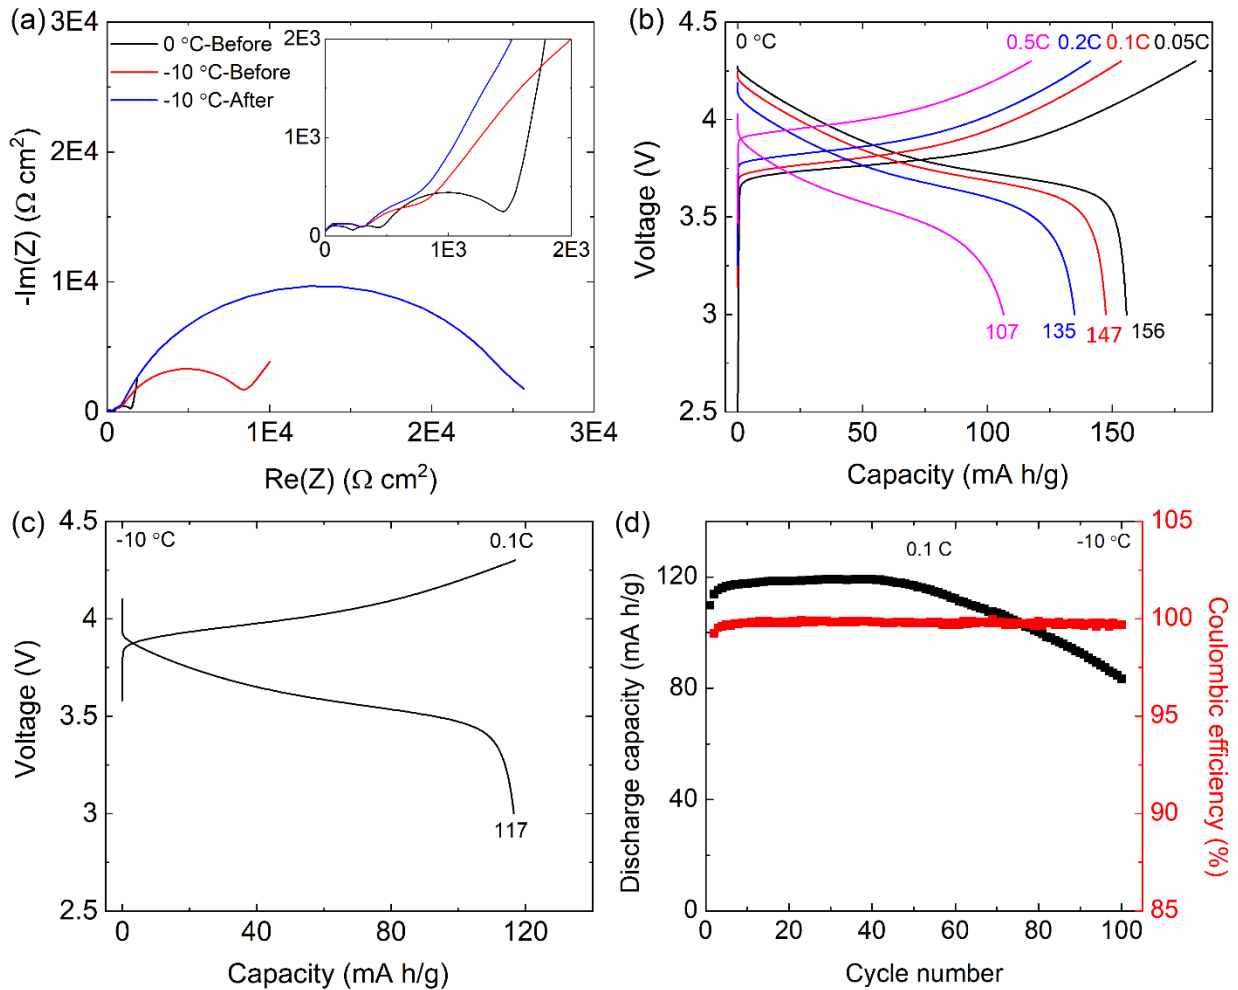 (a)
3E4
2E4
1E4
0
-Im(Z) (Ω cm²)
0 °C-Before
-10 °C-Before
-10 °C-After
2E3
1E3
0
0 1E3 2E3
0 1E4 2E4 3E4
Re(Z) (Ω cm²)
(b)
4.5
4
3.5
3
2.5
Voltage (V)
0 °C 0.5C 0.2C 0.1C 0.05C
107 135 147 156
0 50 100 150
Capacity (mA h/g)
(c)
4.5
4
3.5
3
2.5
Voltage (V)
-10 °C 0.1C
117
0 40 80 120
Capacity (mA h/g)
(d)
120
80
40
0
Discharge capacity (mA h/g)
0.1 C -10 °C
105
100
95
90
85
Coulombic efficiency (%)
0 20 40 60 80 100
Cycle number